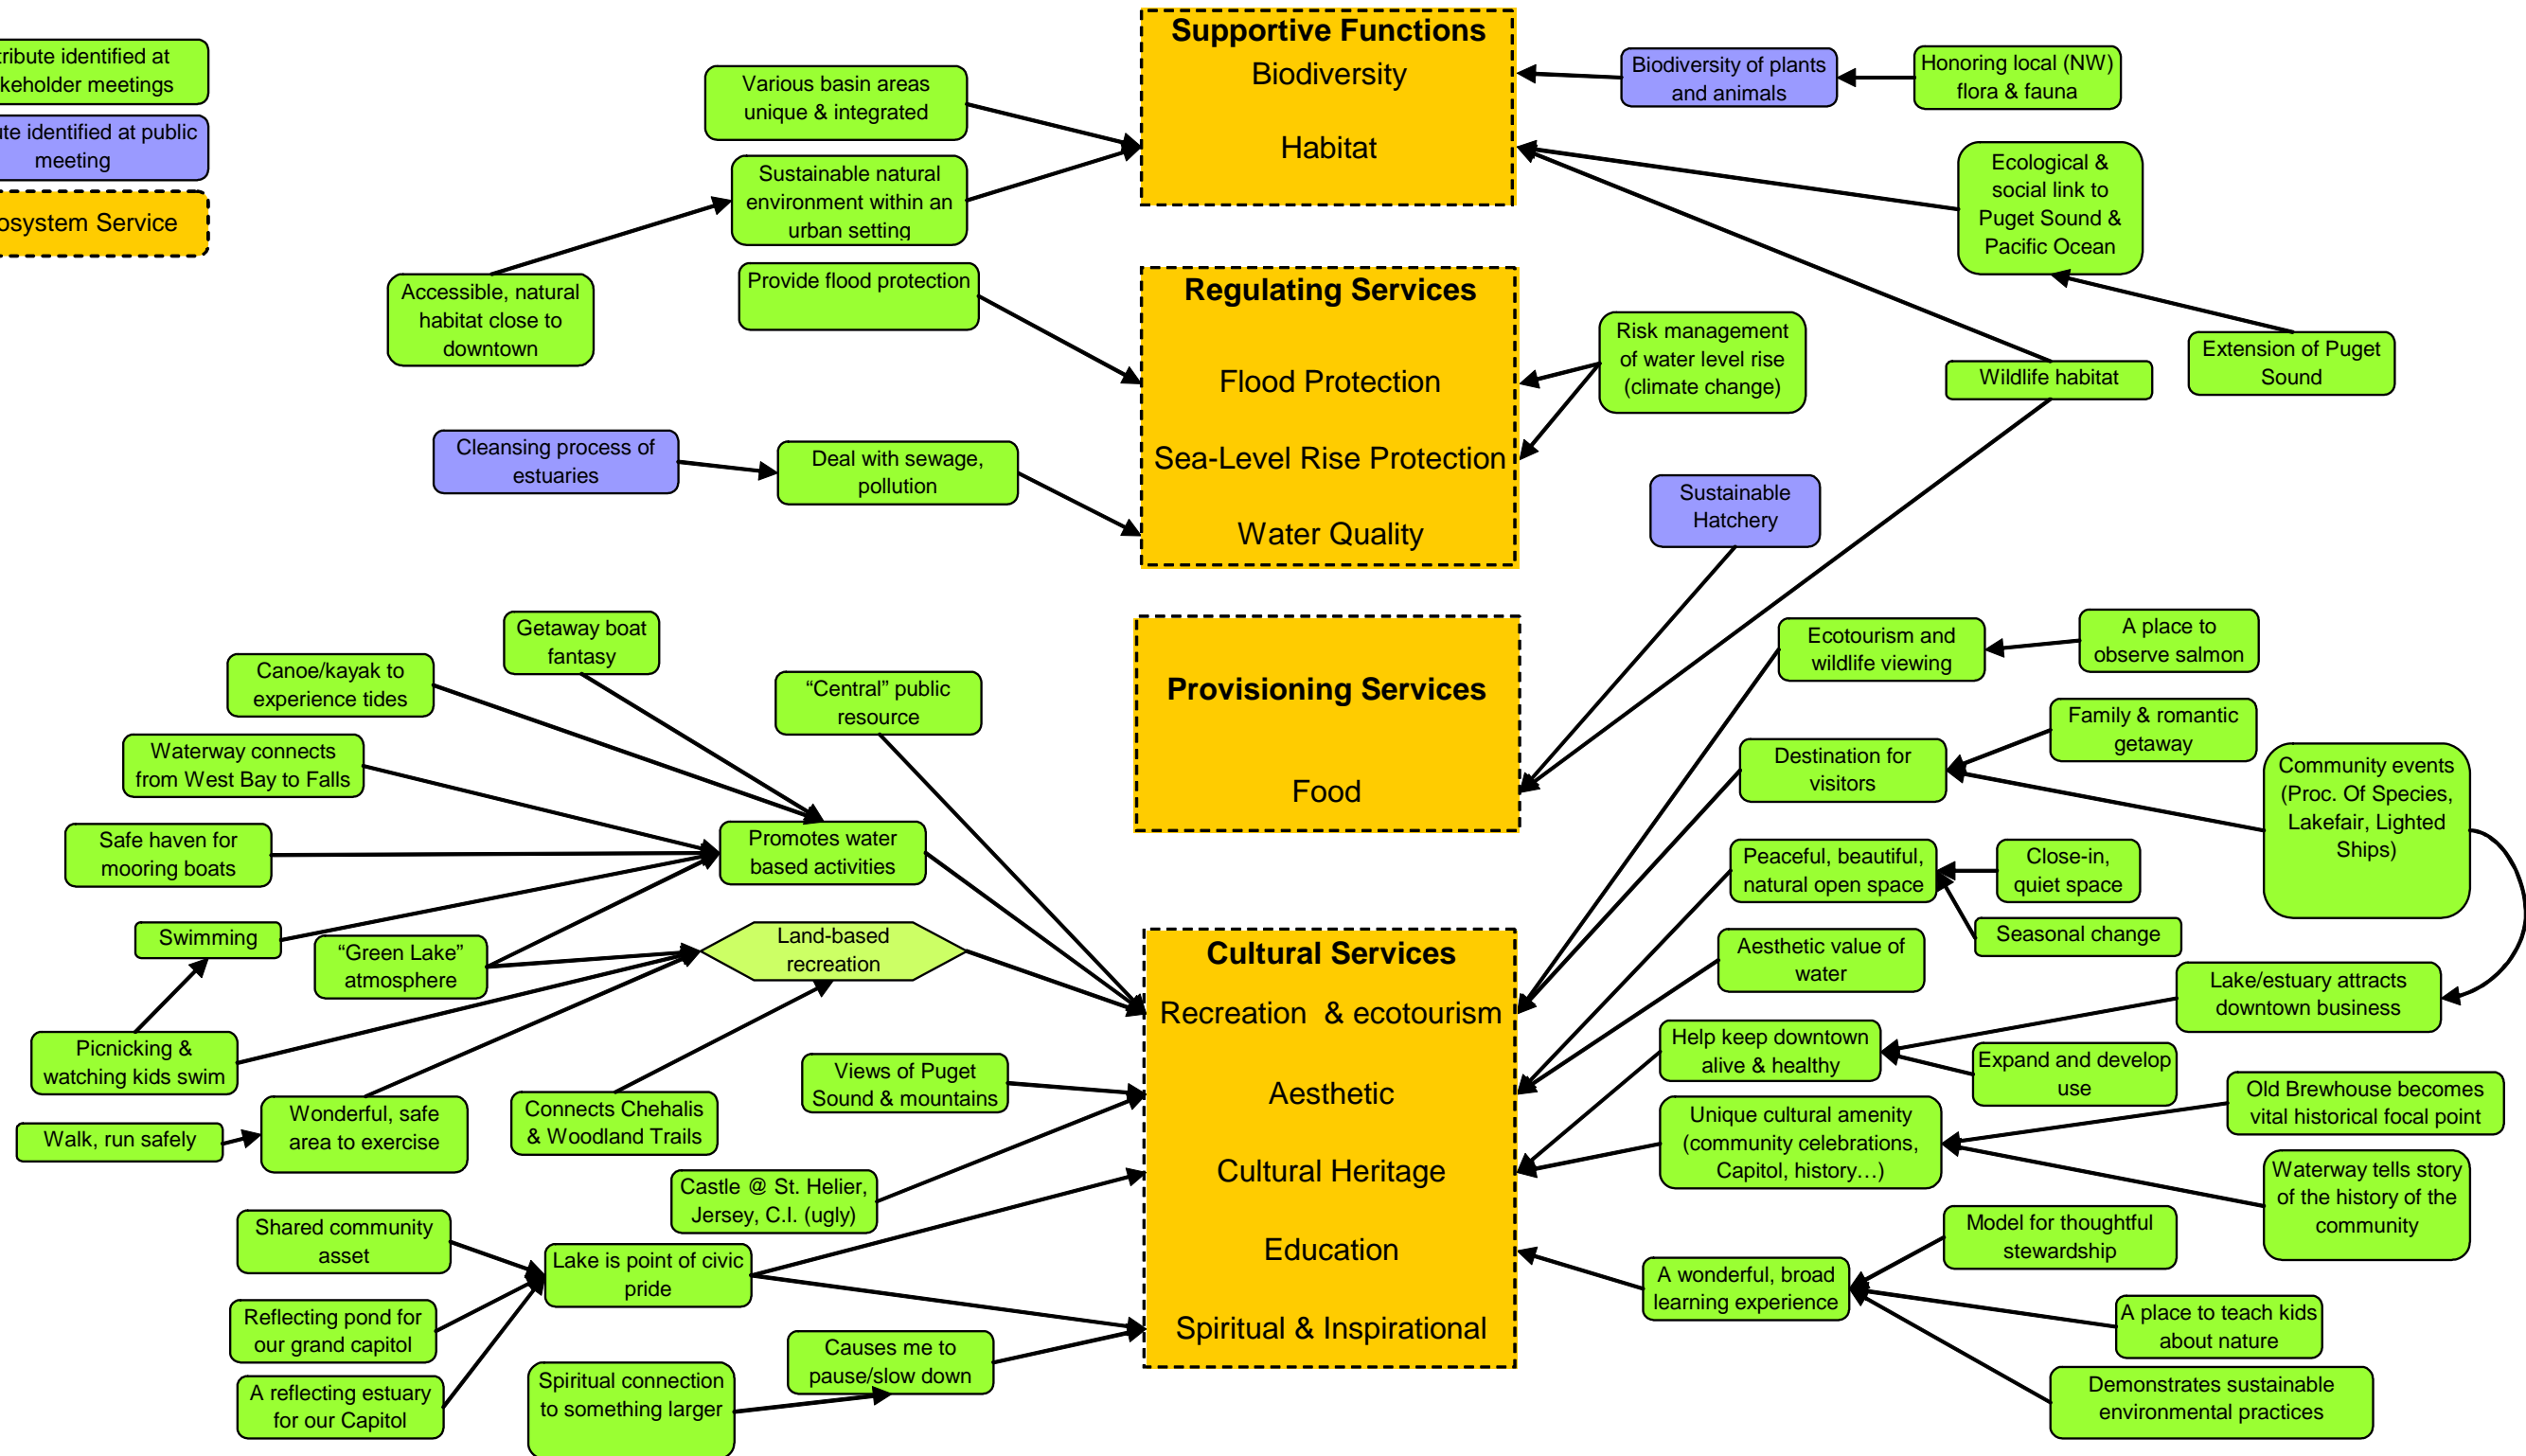 tribute identified at
keholder meetings
ute identified at public
meeting
osystem Service
Supportive Functions
Biodiversity
Habitat
Various basin areas
unique & integrated
Sustainable natural
environment within an
urban setting
Accessible, natural
habitat close to
downtown
Biodiversity of plants
and animals
Honoring local (NW)
flora & fauna
Ecological &
social link to
Puget Sound &
Pacific Ocean
Extension of Puget
Sound
Wildlife habitat
Provide flood protection
Regulating Services
Flood Protection
Sea-Level Rise Protection
Water Quality
Risk management
of water level rise
(climate change)
Cleansing process of
estuaries
Deal with sewage,
pollution
Sustainable
Hatchery
Provisioning Services
Food
Getaway boat
fantasy
Canoe/kayak to
experience tides
“Central” public
resource
Waterway connects
from West Bay to Falls
Safe haven for
mooring boats
Promotes water
based activities
Swimming
“Green Lake”
atmosphere
Land-based
recreation
Picnicking &
watching kids swim
Walk, run safely
Wonderful, safe
area to exercise
Connects Chehalis
& Woodland Trails
Views of Puget
Sound & mountains
Castle @ St. Helier,
Jersey, C.I. (ugly)
Shared community
asset
Lake is point of civic
pride
Reflecting pond for
our grand capitol
A reflecting estuary
for our Capitol
Causes me to
pause/slow down
Spiritual connection
to something larger
Cultural Services
Recreation & ecotourism
Aesthetic
Cultural Heritage
Education
Spiritual & Inspirational
Ecotourism and
wildlife viewing
A place to
observe salmon
Family & romantic
getaway
Destination for
visitors
Community events
(Proc. Of Species,
Lakefair, Lighted
Ships)
Peaceful, beautiful,
natural open space
Close-in,
quiet space
Seasonal change
Aesthetic value of
water
Lake/estuary attracts
downtown business
Help keep downtown
alive & healthy
Expand and develop
use
Old Brewhouse becomes
vital historical focal point
Unique cultural amenity
(community celebrations,
Capitol, history…)
Waterway tells story
of the history of the
community
Model for thoughtful
stewardship
A wonderful, broad
learning experience
A place to teach kids
about nature
Demonstrates sustainable
environmental practices